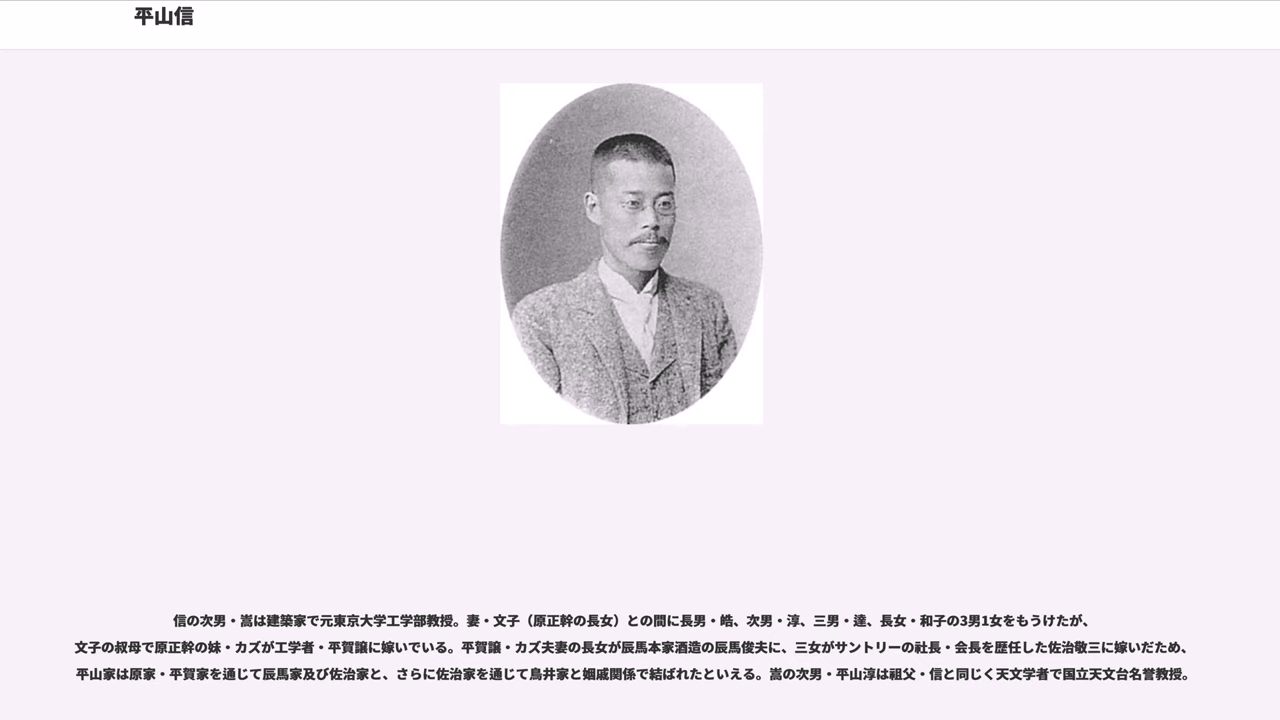 平山信
信の次男・嵩は建築家で元東京大学工学部教授。妻・文子（原正幹の長女）との間に長男・皓、次男・淳、三男・達、長女・和子の3男1女をもうけたが、
文子の叔母で原正幹の妹・カズが工学者・平賀譲に嫁いでいる。平賀譲・カズ夫妻の長女が辰馬本家酒造の辰馬俊夫に、三女がサントリーの社長・会長を歴任した佐治敬三に嫁いだため、
平山家は原家・平賀家を通じて辰馬家及び佐治家と、さらに佐治家を通じて鳥井家と姻戚関係で結ばれたといえる。嵩の次男・平山淳は祖父・信と同じく天文学者で国立天文台名誉教授。